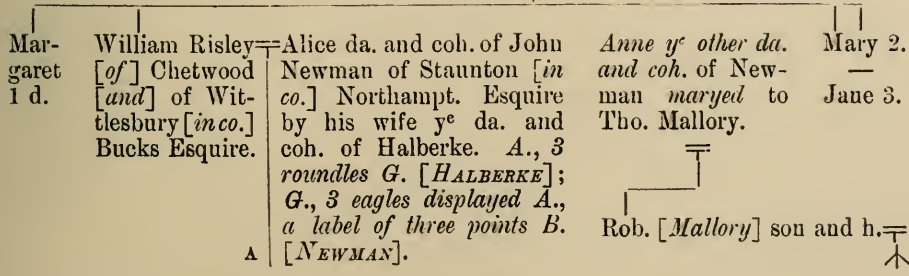 Mar-
garet
1 d.
William Risley
[of] Chetwood
[and] of Wit-
tlesbury [in co.]
Bucks Esquire.
Alice da. and coh. of John
Newman of Staunton [in
co.] Northampt. Esquire
by his wife yᵉ da. and
coh. of Halberke. A., 3
roundles G. [HALBERKE];
G., 3 eagles displayed A.,
a label of three points B.
[NEWMAN].
A
Anne yᵉ other da.
and coh. of New-
man maryed to
Tho. Mallory.
Rob. [Mallory] son and h.
Mary 2.
—
Jane 3.